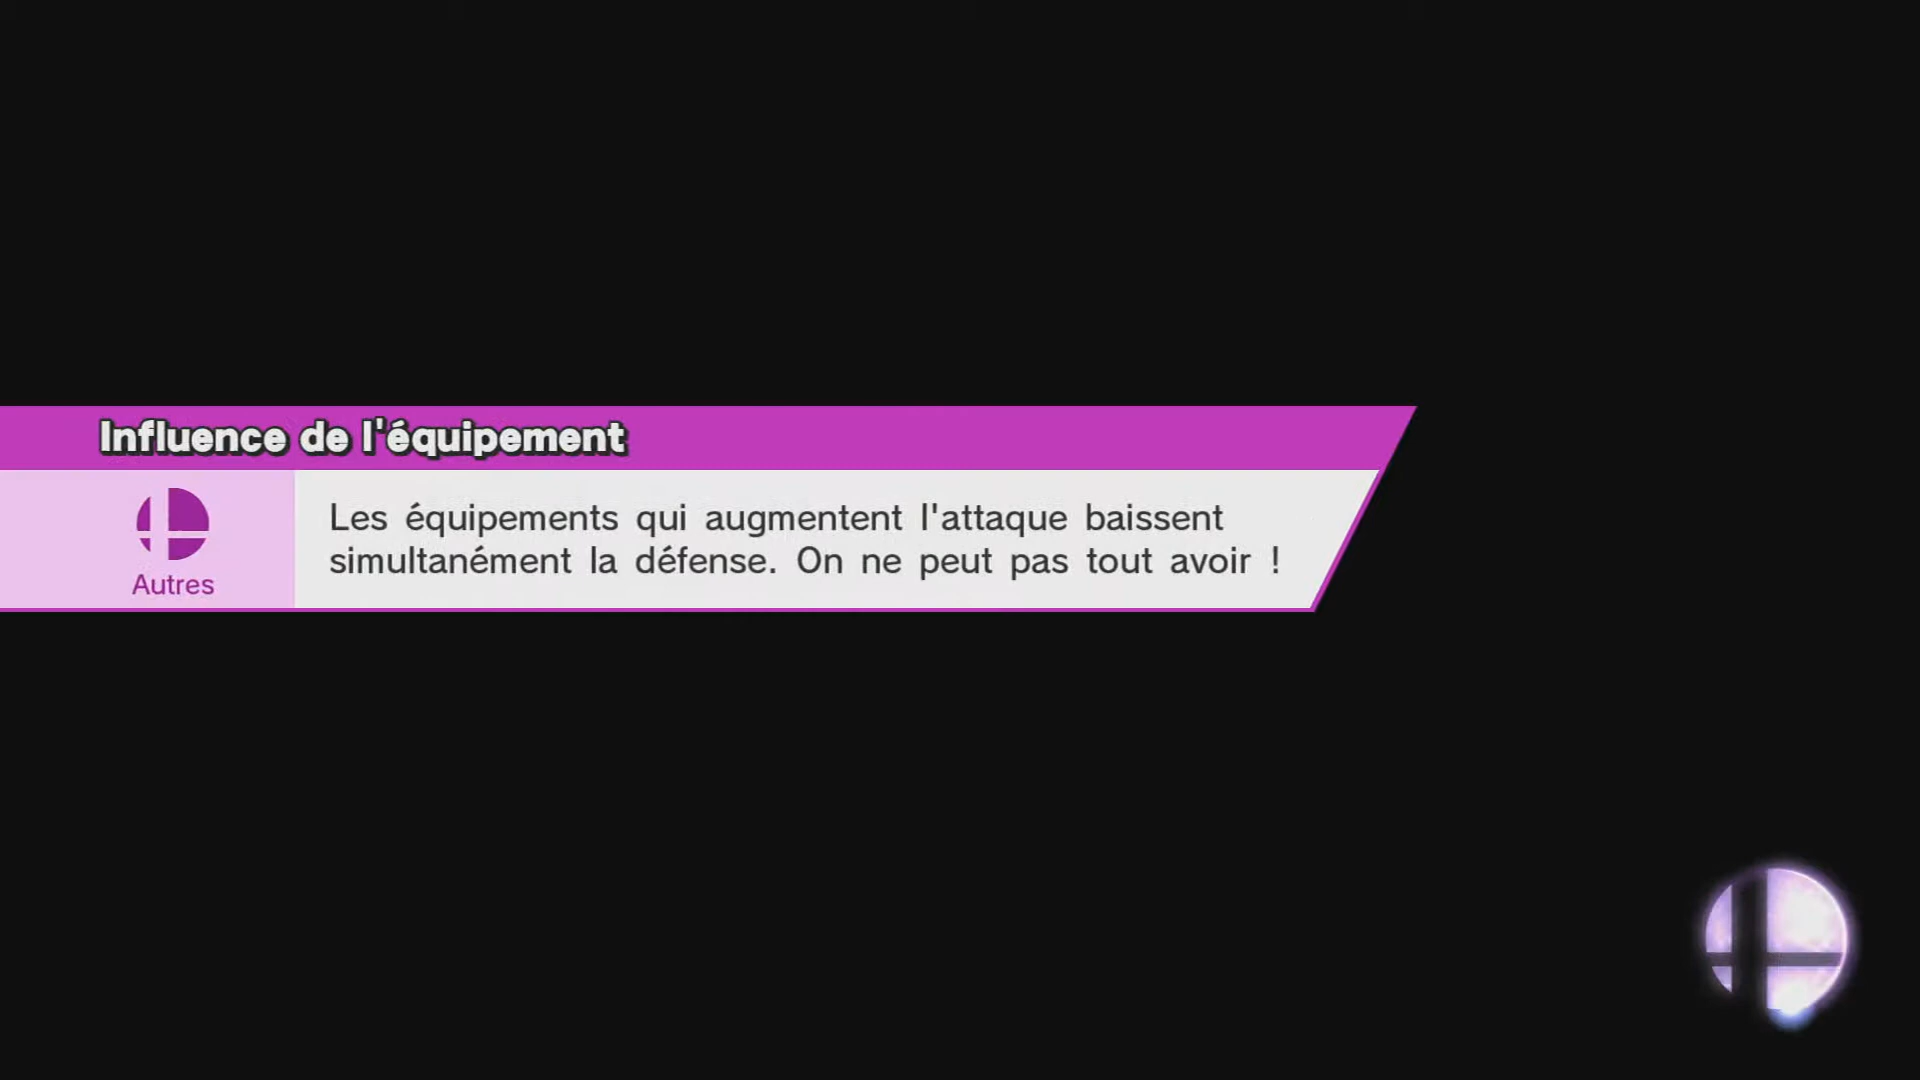 Influence de l'équipement
Autres
Les équipements qui augmentent l'attaque baissent
simultanément la défense. On ne peut pas tout avoir !